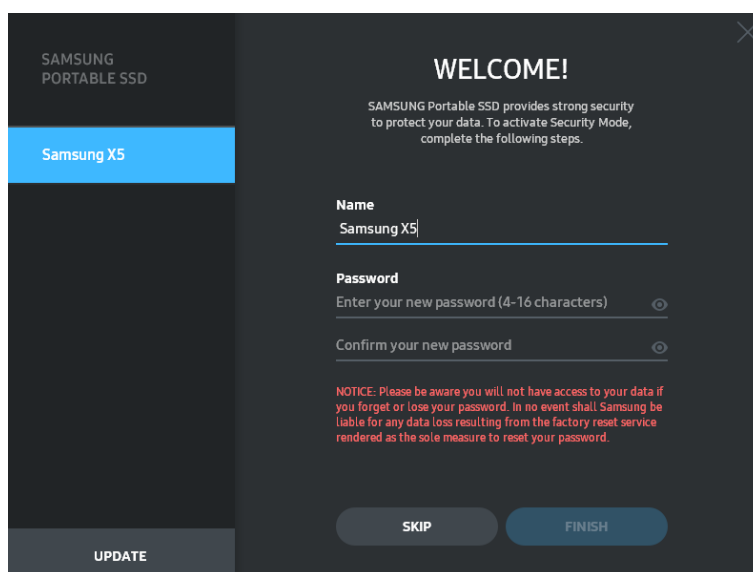 SAMSUNG
PORTABLE SSD
Samsung X5
UPDATE
WELCOME!
SAMSUNG Portable SSD provides strong security
to protect your data. To activate Security Mode,
complete the following steps.
Name
Samsung X5
Password
Enter your new password (4-16 characters)
Confirm your new password
NOTICE: Please be aware you will not have access to your data if
you forget or lose your password. In no event shall Samsung be
liable for any data loss resulting from the factory reset service
rendered as the sole measure to reset your password.
SKIP
FINISH